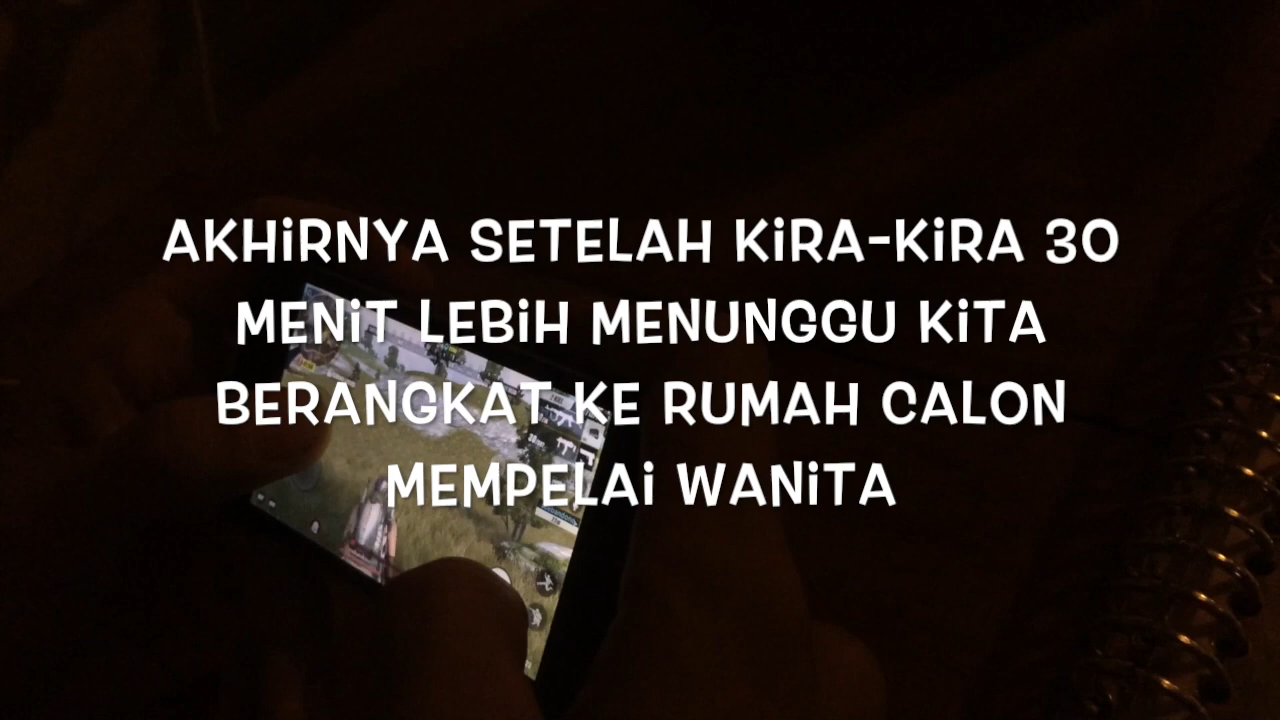 AKHiRNYA SETELAH KiRA-KiRA 30
MENiT LEBiH MENUNGGU KiTA
BERANGKAT KE RUMAH CALON
MEMPELAi WANiTA